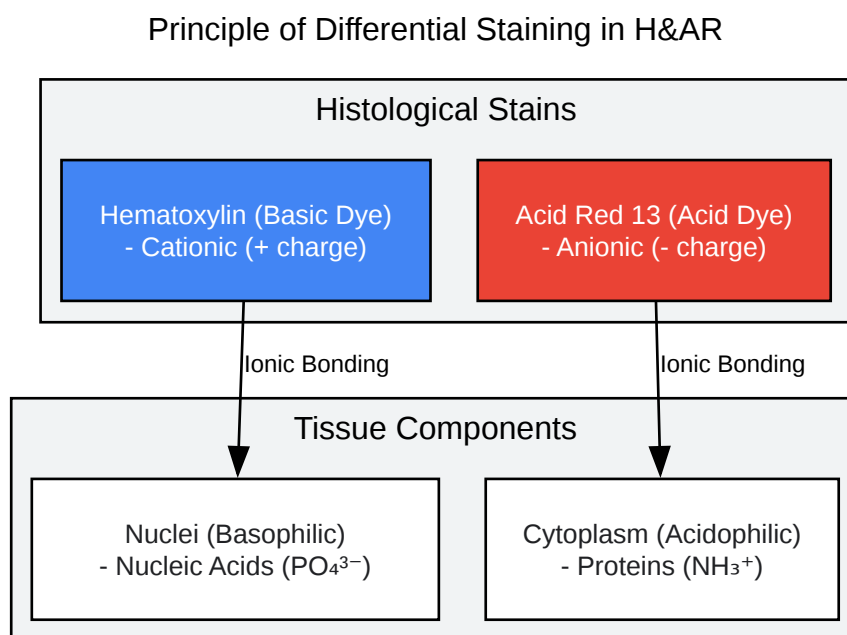 Principle of Differential Staining in H&AR
Histological Stains
Hematoxylin (Basic Dye)
- Cationic (+ charge)
Acid Red 13 (Acid Dye)
- Anionic (- charge)
Ionic Bonding
Ionic Bonding
Tissue Components
Nuclei (Basophilic)
- Nucleic Acids (PO₄³⁻)
Cytoplasm (Acidophilic)
- Proteins (NH₃⁺)